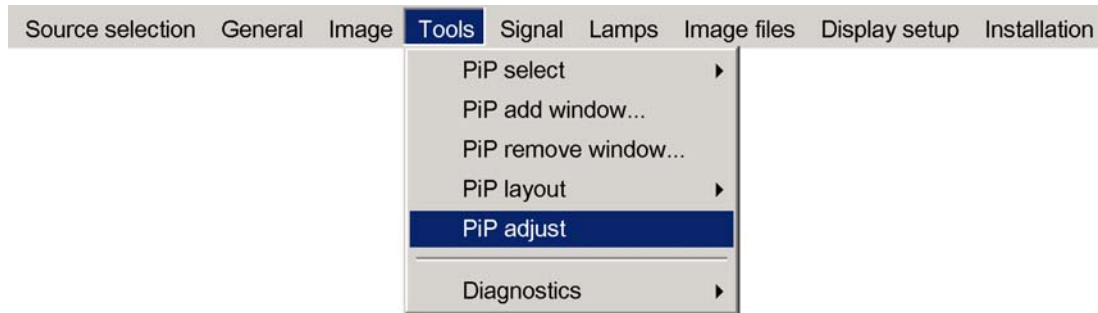 Source selection General Image Tools Signal Lamps Image files Display setup Installation
PiP select
PiP add window...
PiP remove window...
PiP layout
PiP adjust
Diagnostics